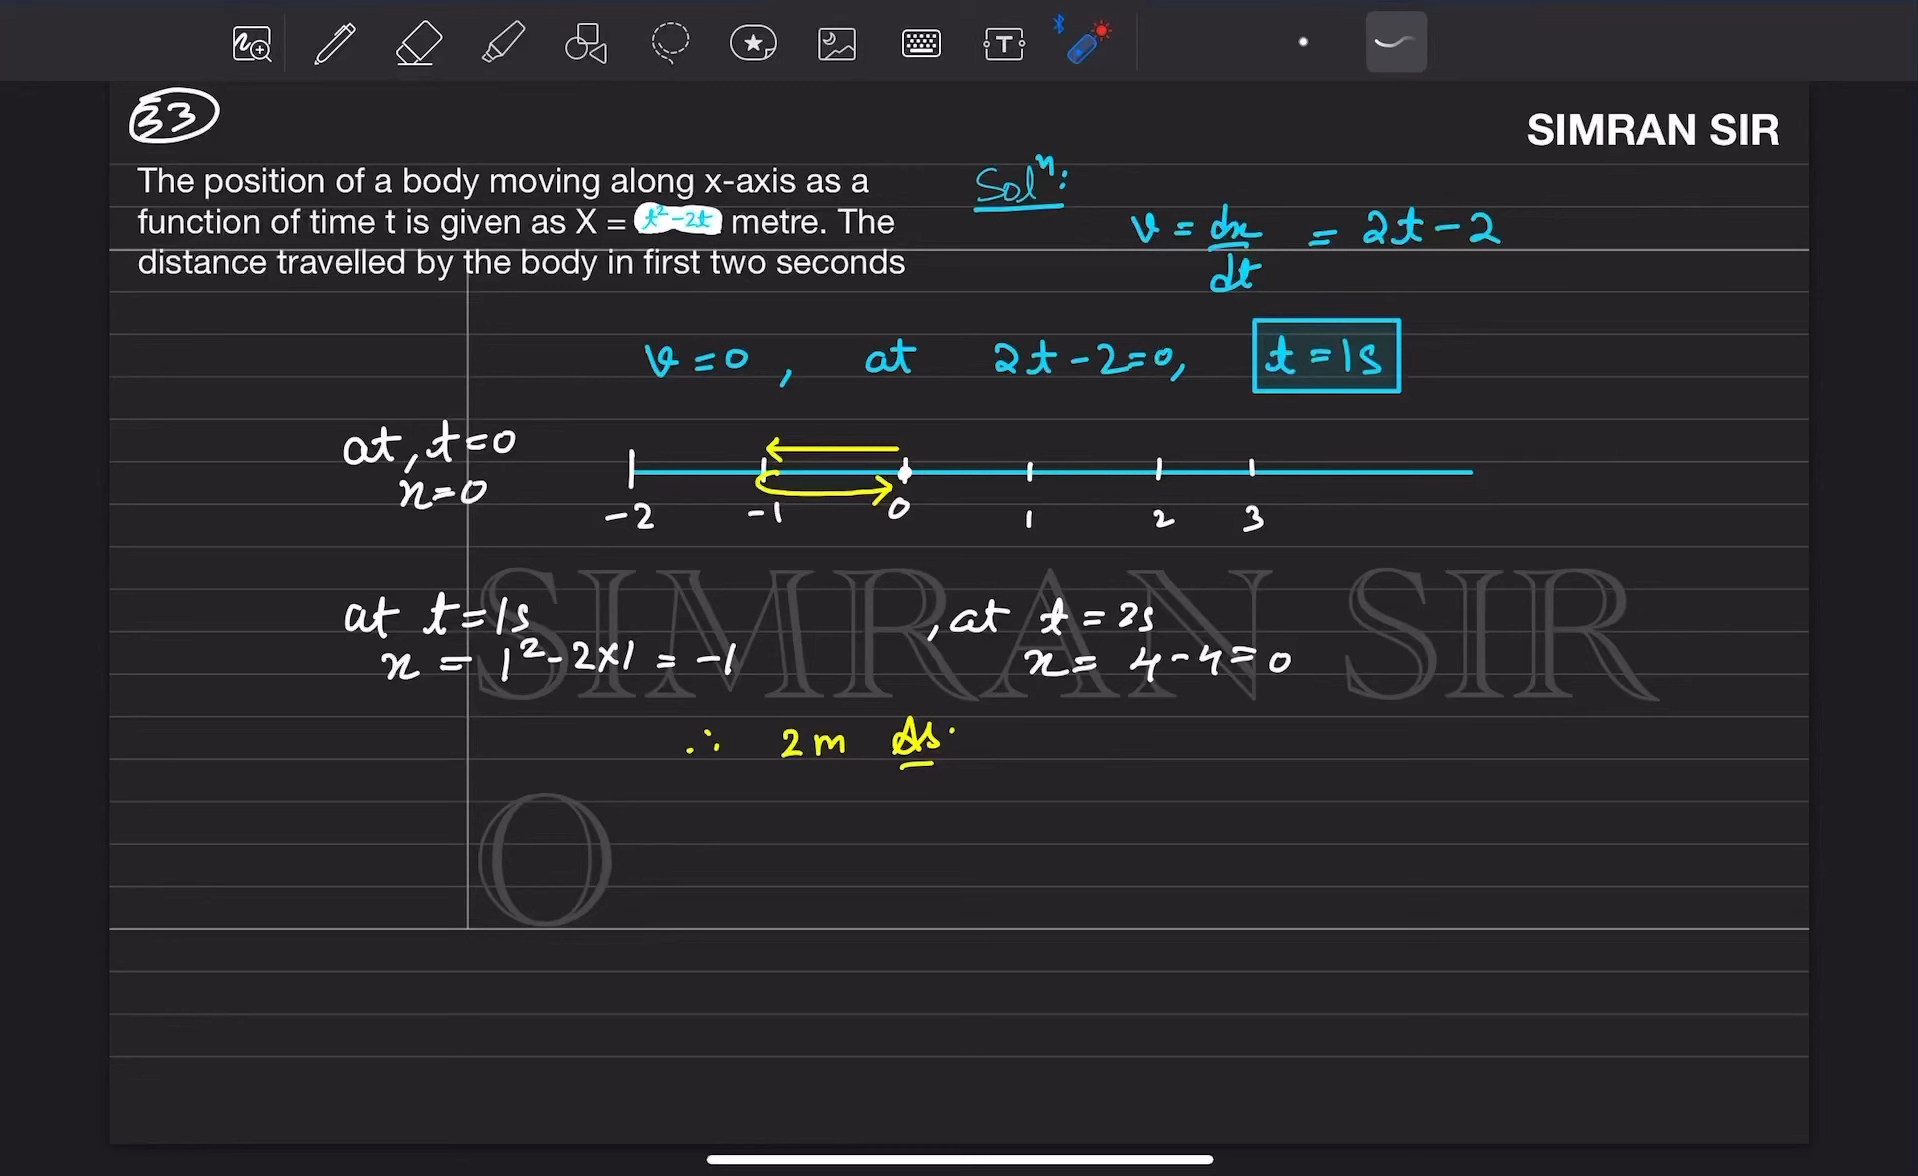 33
SIMRAN SIR
The position of a body moving along x-axis as a
function of time t is given as X = t²-2t metre. The
distance travelled by the body in first two seconds
Solⁿ:
v = dx/dt = 2t-2
v=0, at 2t-2=0, t=1s
at, t=0
x=0
-2 -1 0 1 2 3
at t=1s
x = 1²-2×1 = -1
, at t=2s
x= 4-4=0
∴ 2m Ans.
SIMRAN SIR
O
T